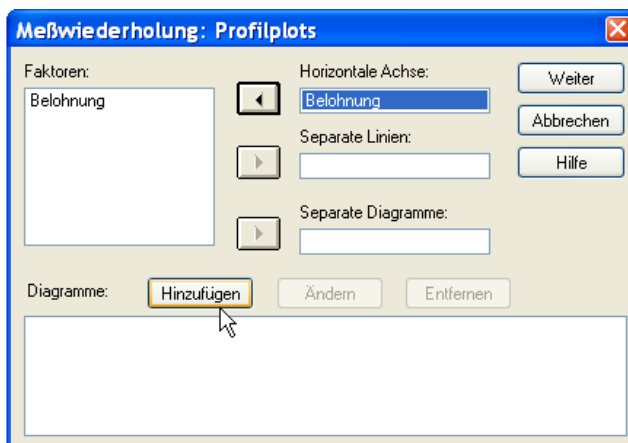 Meßwiederholung: Profilplots
Faktoren:
Belohnung
Horizontale Achse:
Belohnung
Separate Linien:
Separate Diagramme:
Weiter
Abbrechen
Hilfe
Diagramme:
Hinzufügen
Ändern
Entfernen